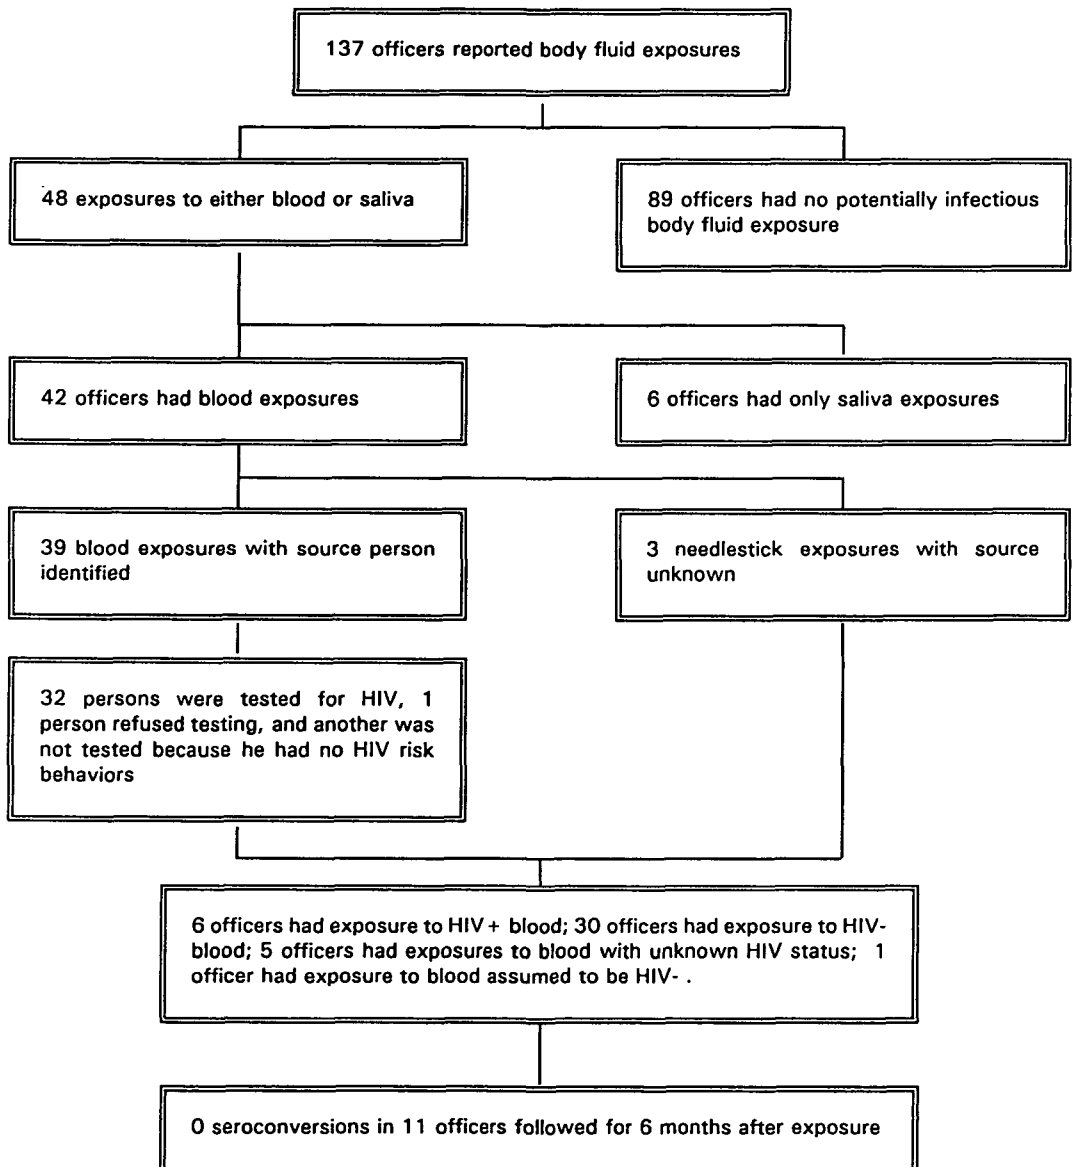 137 officers reported body fluid exposures
48 exposures to either blood or saliva
89 officers had no potentially infectious
body fluid exposure
42 officers had blood exposures
6 officers had only saliva exposures
39 blood exposures with source person
identified
3 needlestick exposures with source
unknown
32 persons were tested for HIV, 1
person refused testing, and another was
not tested because he had no HIV risk
behaviors
6 officers had exposure to HIV+ blood; 30 officers had exposure to HIV-
blood; 5 officers had exposures to blood with unknown HIV status; 1
officer had exposure to blood assumed to be HIV- .
0 seroconversions in 11 officers followed for 6 months after exposure